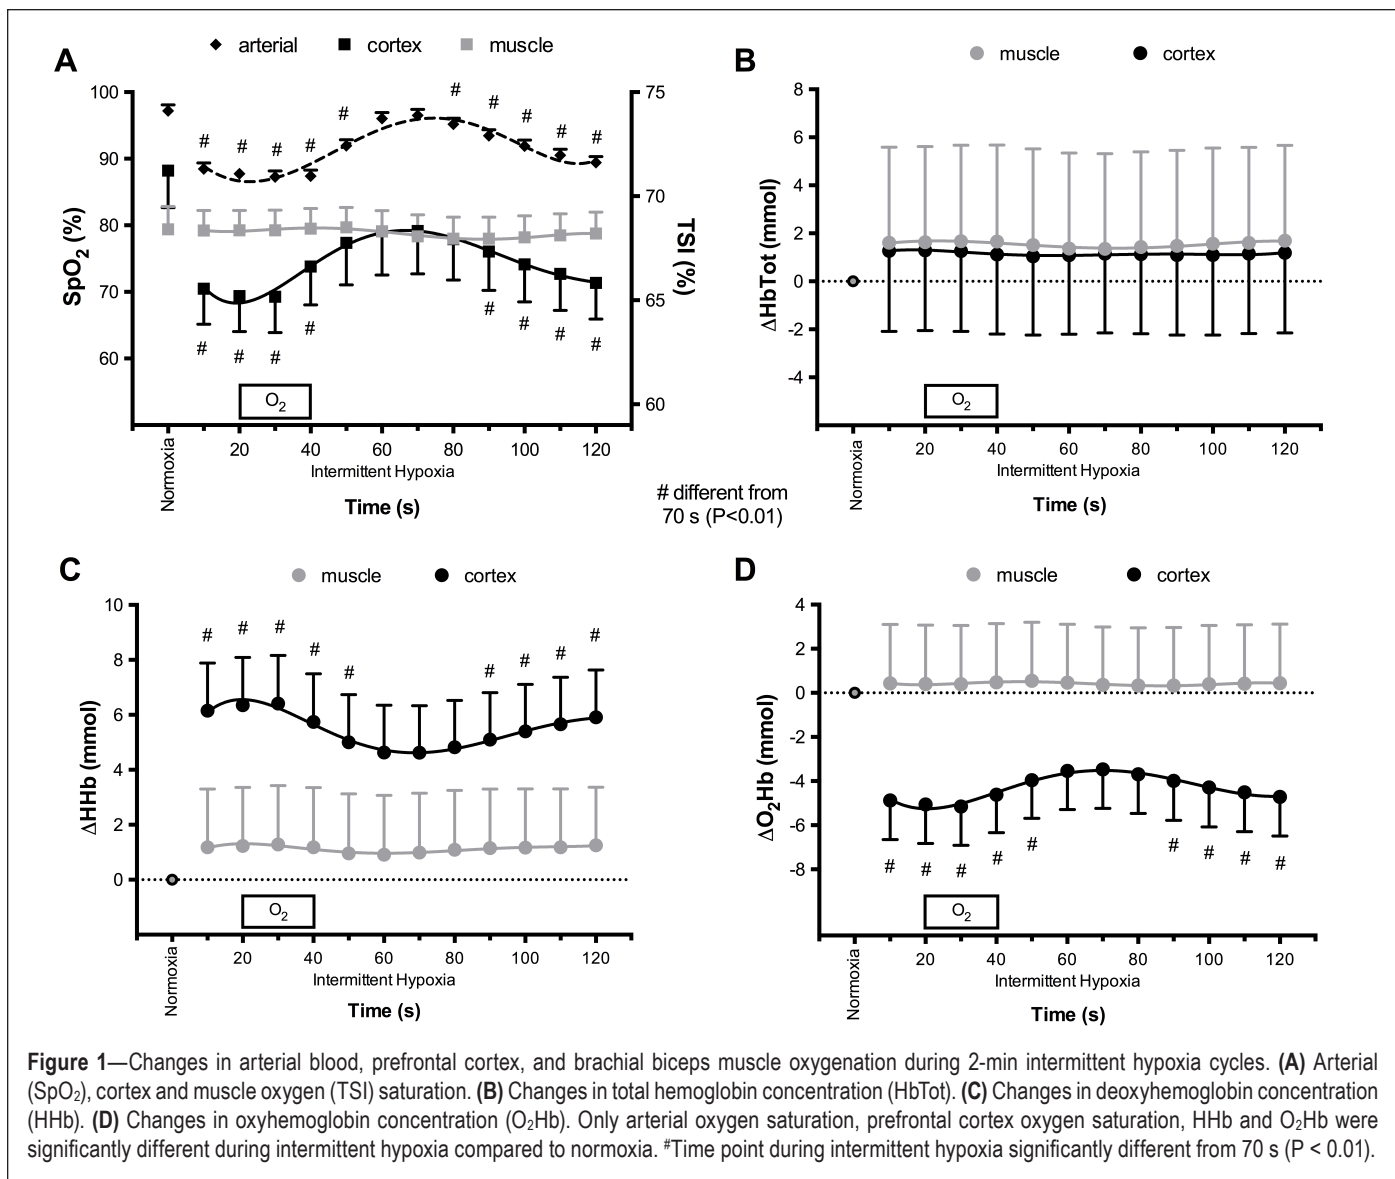 A
arterial cortex muscle
SpO2 (%)
100
90
80
70
60
75
70
65
60
TSI (%)
# # # # # # # # # #
# # # # # # # #
O2
Normoxia
20 40 60 80 100 120
Intermittent Hypoxia
Time (s)
# different from
70 s (P<0.01)
B
muscle cortex
ΔHbTot (mmol)
8
6
4
2
0
-2
-4
O2
Normoxia
20 40 60 80 100 120
Intermittent Hypoxia
Time (s)
C
muscle cortex
ΔHHb (mmol)
10
8
6
4
2
0
# # # # # # # # #
O2
Normoxia
20 40 60 80 100 120
Intermittent Hypoxia
Time (s)
D
muscle cortex
ΔO2Hb (mmol)
4
2
0
-2
-4
-6
-8
# # # # # # # # #
O2
Normoxia
20 40 60 80 100 120
Intermittent Hypoxia
Time (s)
Figure 1—Changes in arterial blood, prefrontal cortex, and brachial biceps muscle oxygenation during 2-min intermittent hypoxia cycles. (A) Arterial
(SpO2), cortex and muscle oxygen (TSI) saturation. (B) Changes in total hemoglobin concentration (HbTot). (C) Changes in deoxyhemoglobin concentration
(HHb). (D) Changes in oxyhemoglobin concentration (O2Hb). Only arterial oxygen saturation, prefrontal cortex oxygen saturation, HHb and O2Hb were
significantly different during intermittent hypoxia compared to normoxia. #Time point during intermittent hypoxia significantly different from 70 s (P < 0.01).